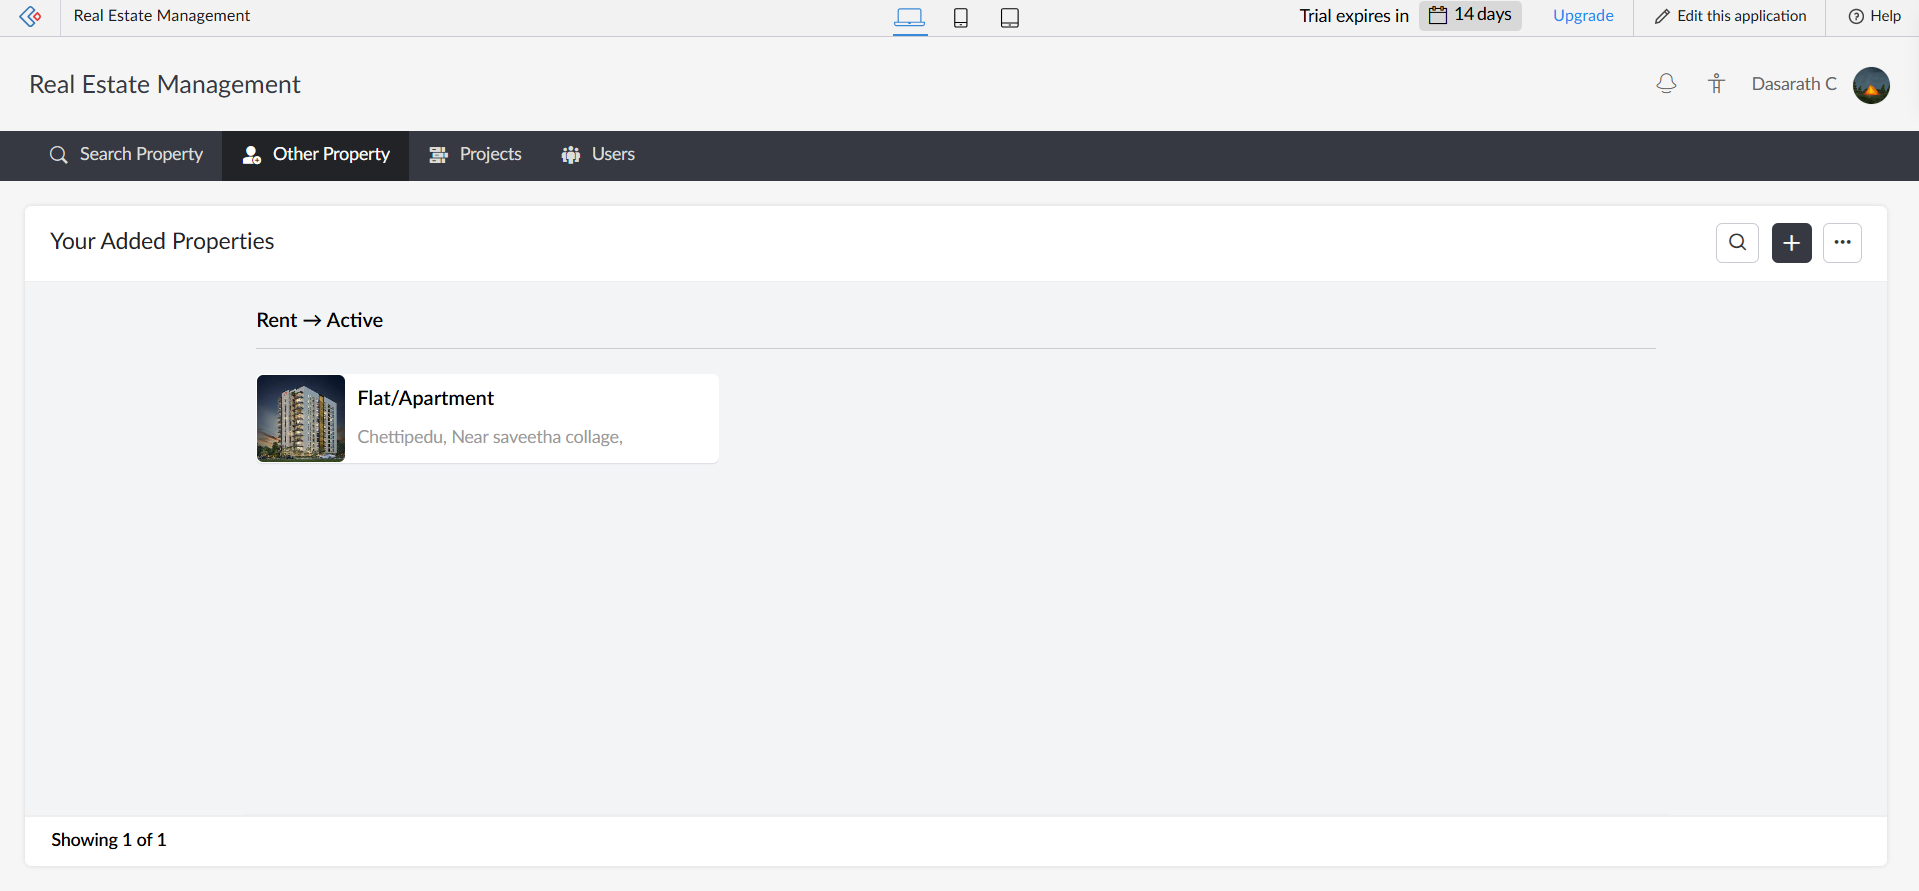 Real Estate Management
Trial expires in 14 days Upgrade Edit this application Help
Real Estate Management
Dasarath C
Search Property Other Property Projects Users
Your Added Properties
Rent → Active
Flat/Apartment
Chettipedu, Near saveetha collage,
Showing 1 of 1